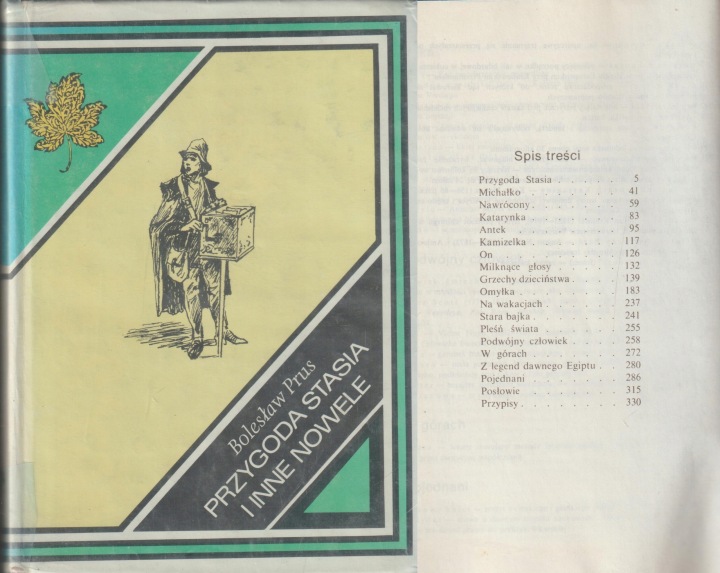 Bolesław Prus
PRZYGODA STASIA
I INNE NOWELE
Spis treści
Przygoda Stasia . . . . . . 5
Michałko . . . . . . . 41
Nawrócony . . . . . . . 59
Katarynka . . . . . . . 83
Antek . . . . . . . . 95
Kamizelka . . . . . . . 117
On . . . . . . . . 126
Milknące głosy . . . . . . 132
Grzechy dzieciństwa . . . . . 139
Omyłka . . . . . . . . 183
Na wakacjach . . . . . . 237
Stara bajka . . . . . . . 241
Pleśń świata . . . . . . 255
Podwójny człowiek . . . . . 258
W górach . . . . . . . 272
Z legend dawnego Egiptu . . 280
Pojednani . . . . . . . 286
Posłowie . . . . . . . 315
Przypisy . . . . . . . . 330